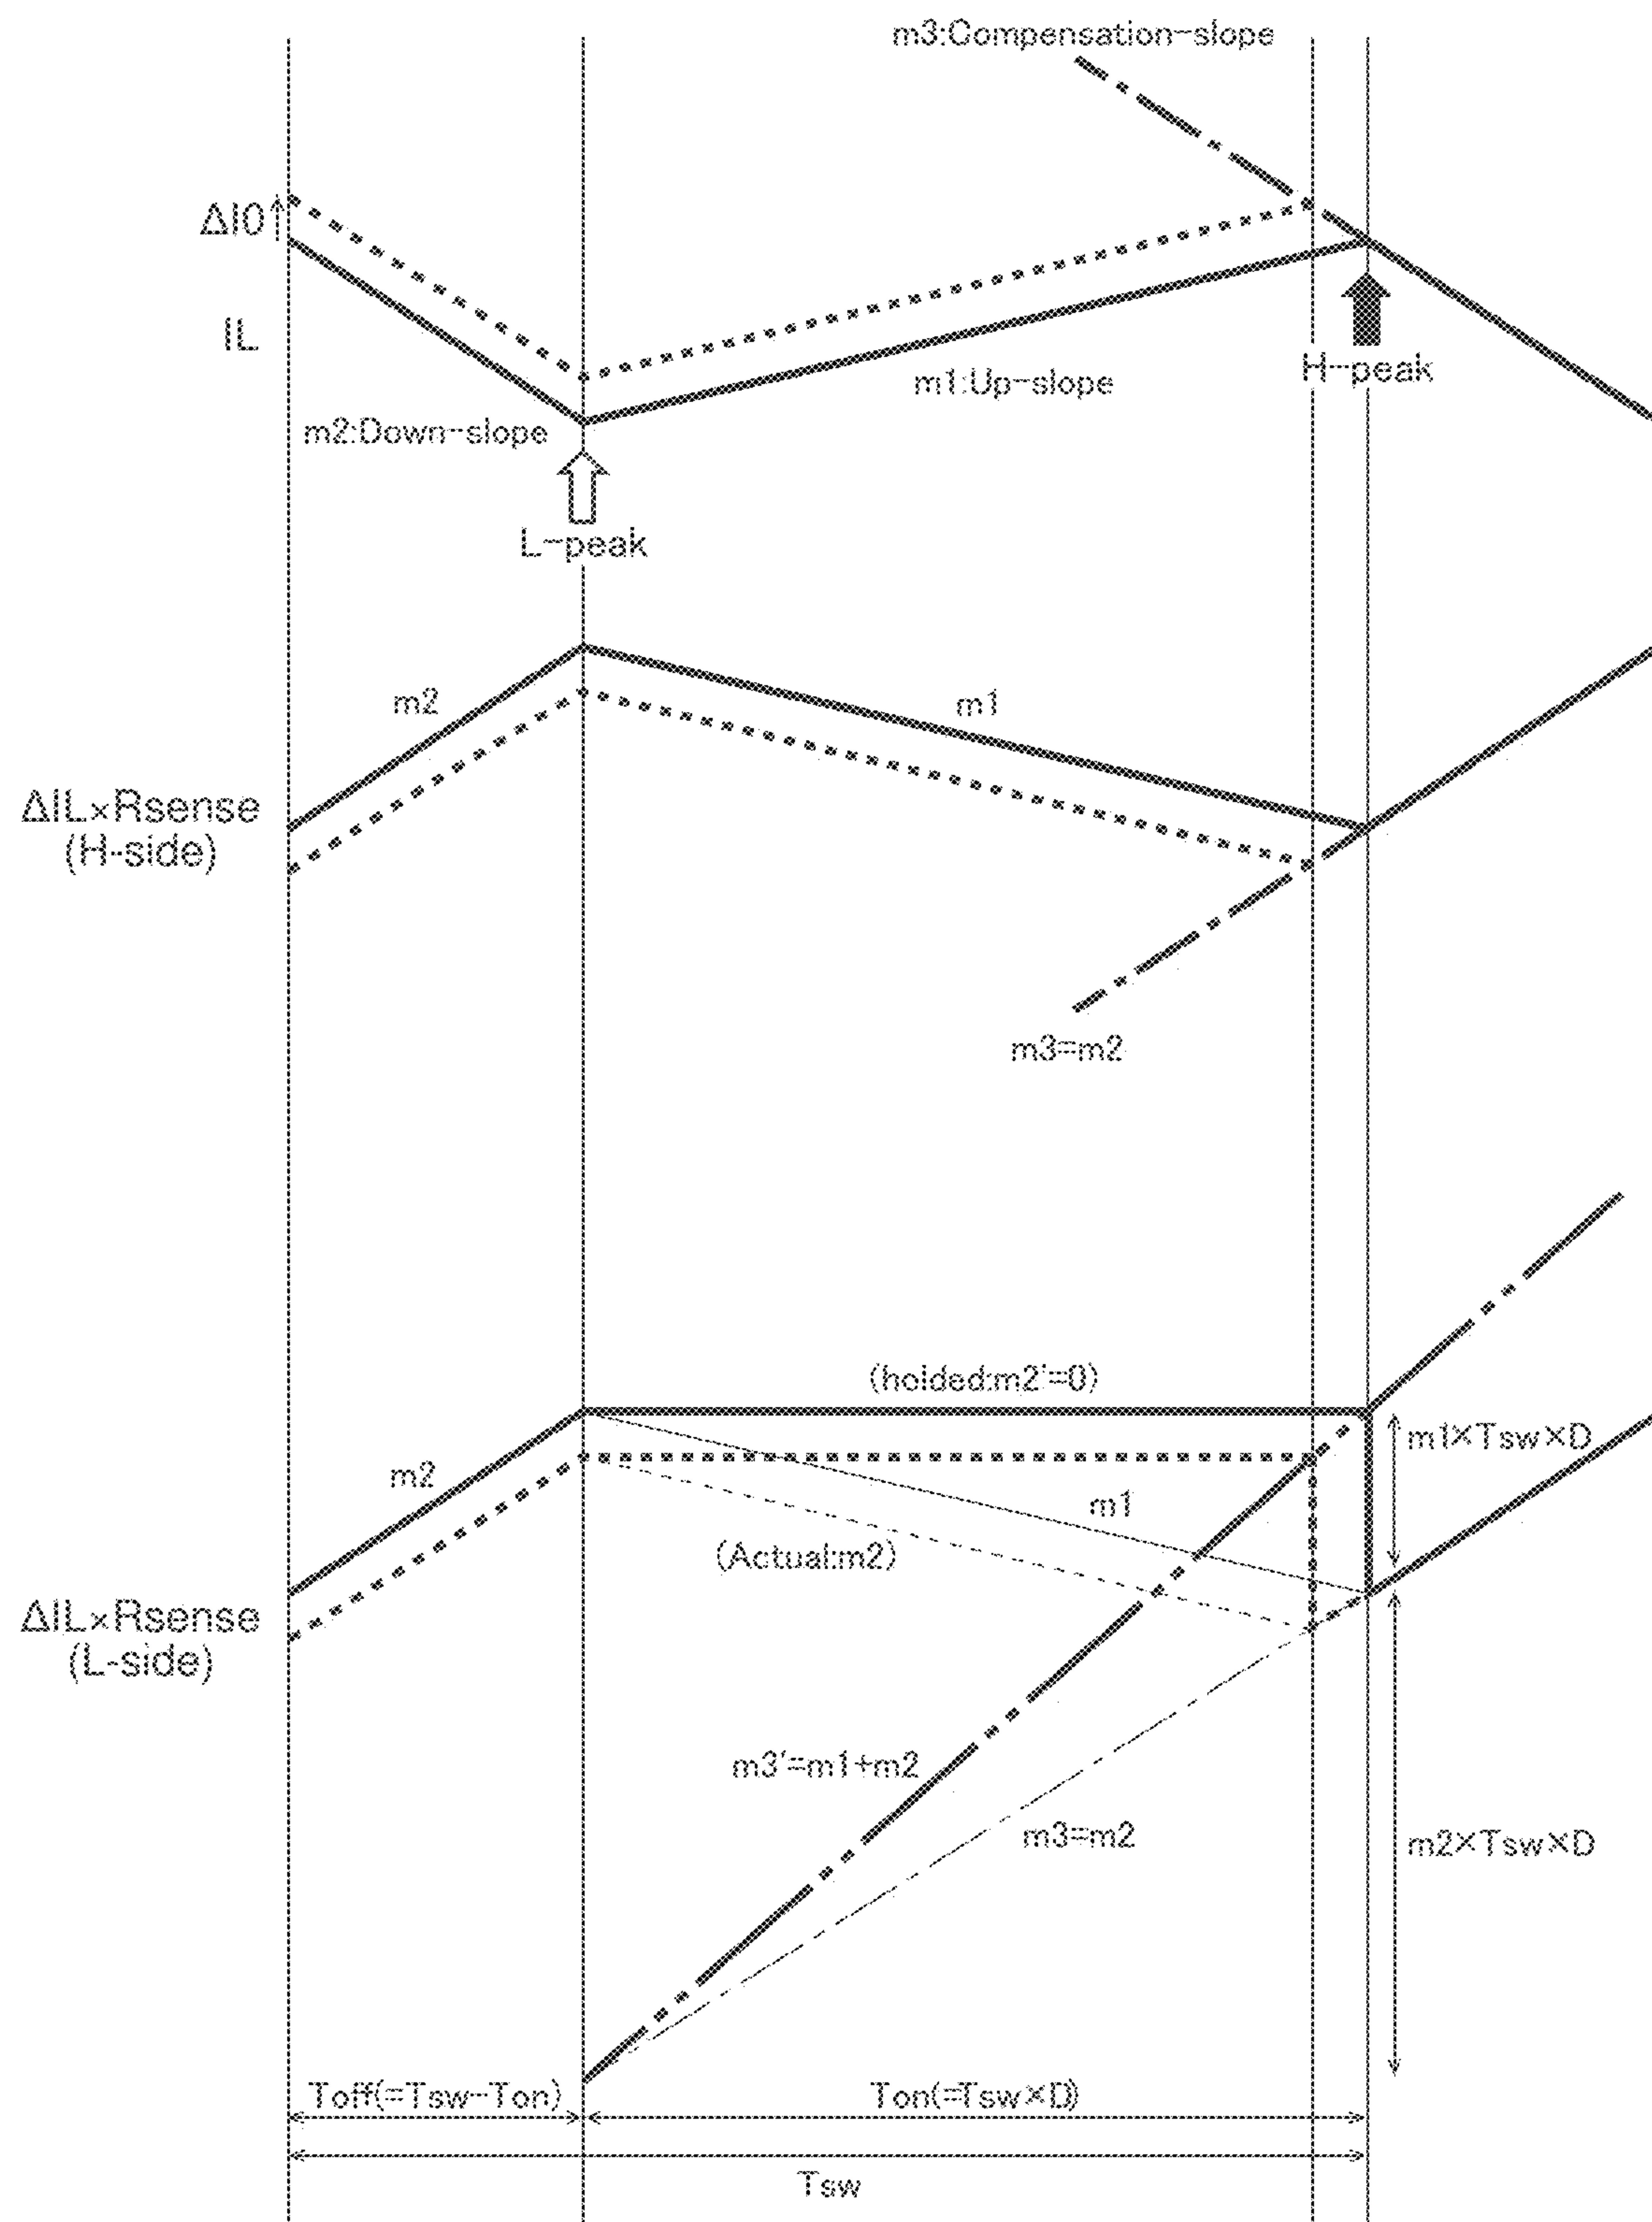 m3:Compensation-slope
ΔI0
IL
m1:Up-slope
H-peak
m2:Down-slope
L-peak
m2
m1
ΔIL×Rsense
(H-side)
m3=m2
(holded:m2'=0)
m1×Tsw×D
m2
m1
(Actual:m2)
ΔIL×Rsense
(L-side)
m3'=m1+m2
m3=m2
m2×Tsw×D
Toff(=Tsw-Ton)
Ton(=Tsw×D)
Tsw